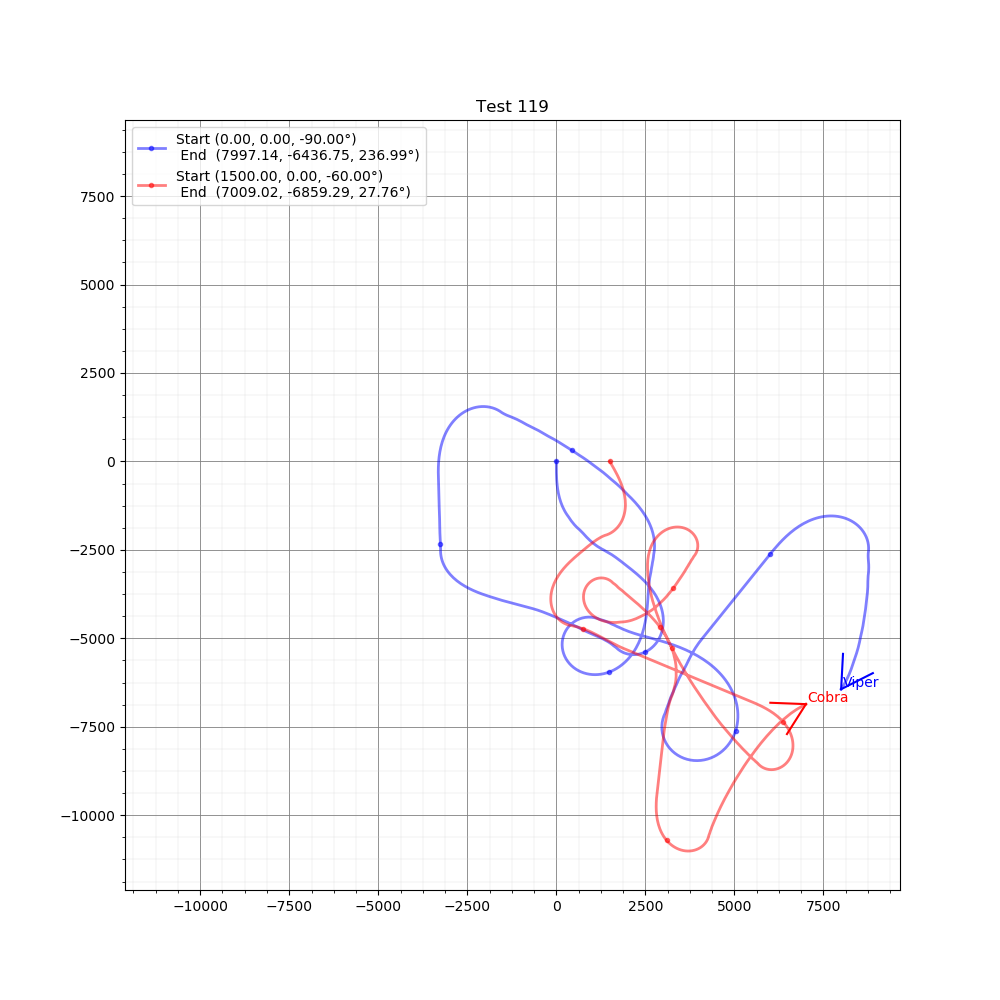 Test 119
Start (0.00, 0.00, -90.00°)
End (7997.14, -6436.75, 236.99°)
Start (1500.00, 0.00, -60.00°)
End (7009.02, -6859.29, 27.76°)
7500
5000
2500
0
−2500
−5000
−7500
−10000
Viper
Cobra
−10000 −7500 −5000 −2500 0 2500 5000 7500